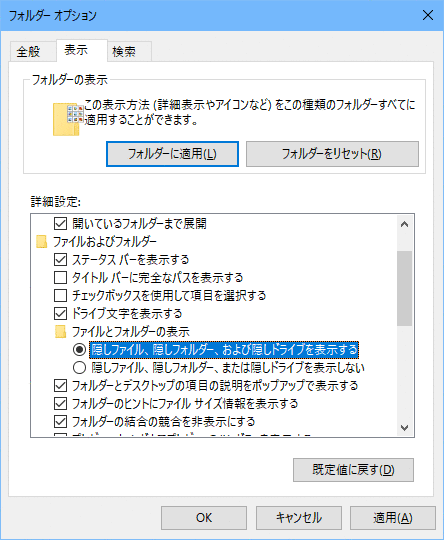 フォルダー オプション
全般
表示
検索
フォルダーの表示
この表示方法 (詳細表示やアイコンなど) をこの種類のフォルダーすべてに
適用することができます。
フォルダーに適用(L)
フォルダーをリセット(R)
詳細設定:
開いているフォルダーまで展開
ファイルおよびフォルダー
ステータス バーを表示する
タイトル バーに完全なパスを表示する
チェックボックスを使用して項目を選択する
ドライブ文字を表示する
ファイルとフォルダーの表示
隠しファイル、隠しフォルダー、および隠しドライブを表示する
隠しファイル、隠しフォルダー、または隠しドライブを表示しない
フォルダーとデスクトップの項目の説明をポップアップで表示する
フォルダーのヒントにファイル サイズ情報を表示する
フォルダーの結合の競合を非表示にする
既定値に戻す(D)
OK
キャンセル
適用(A)